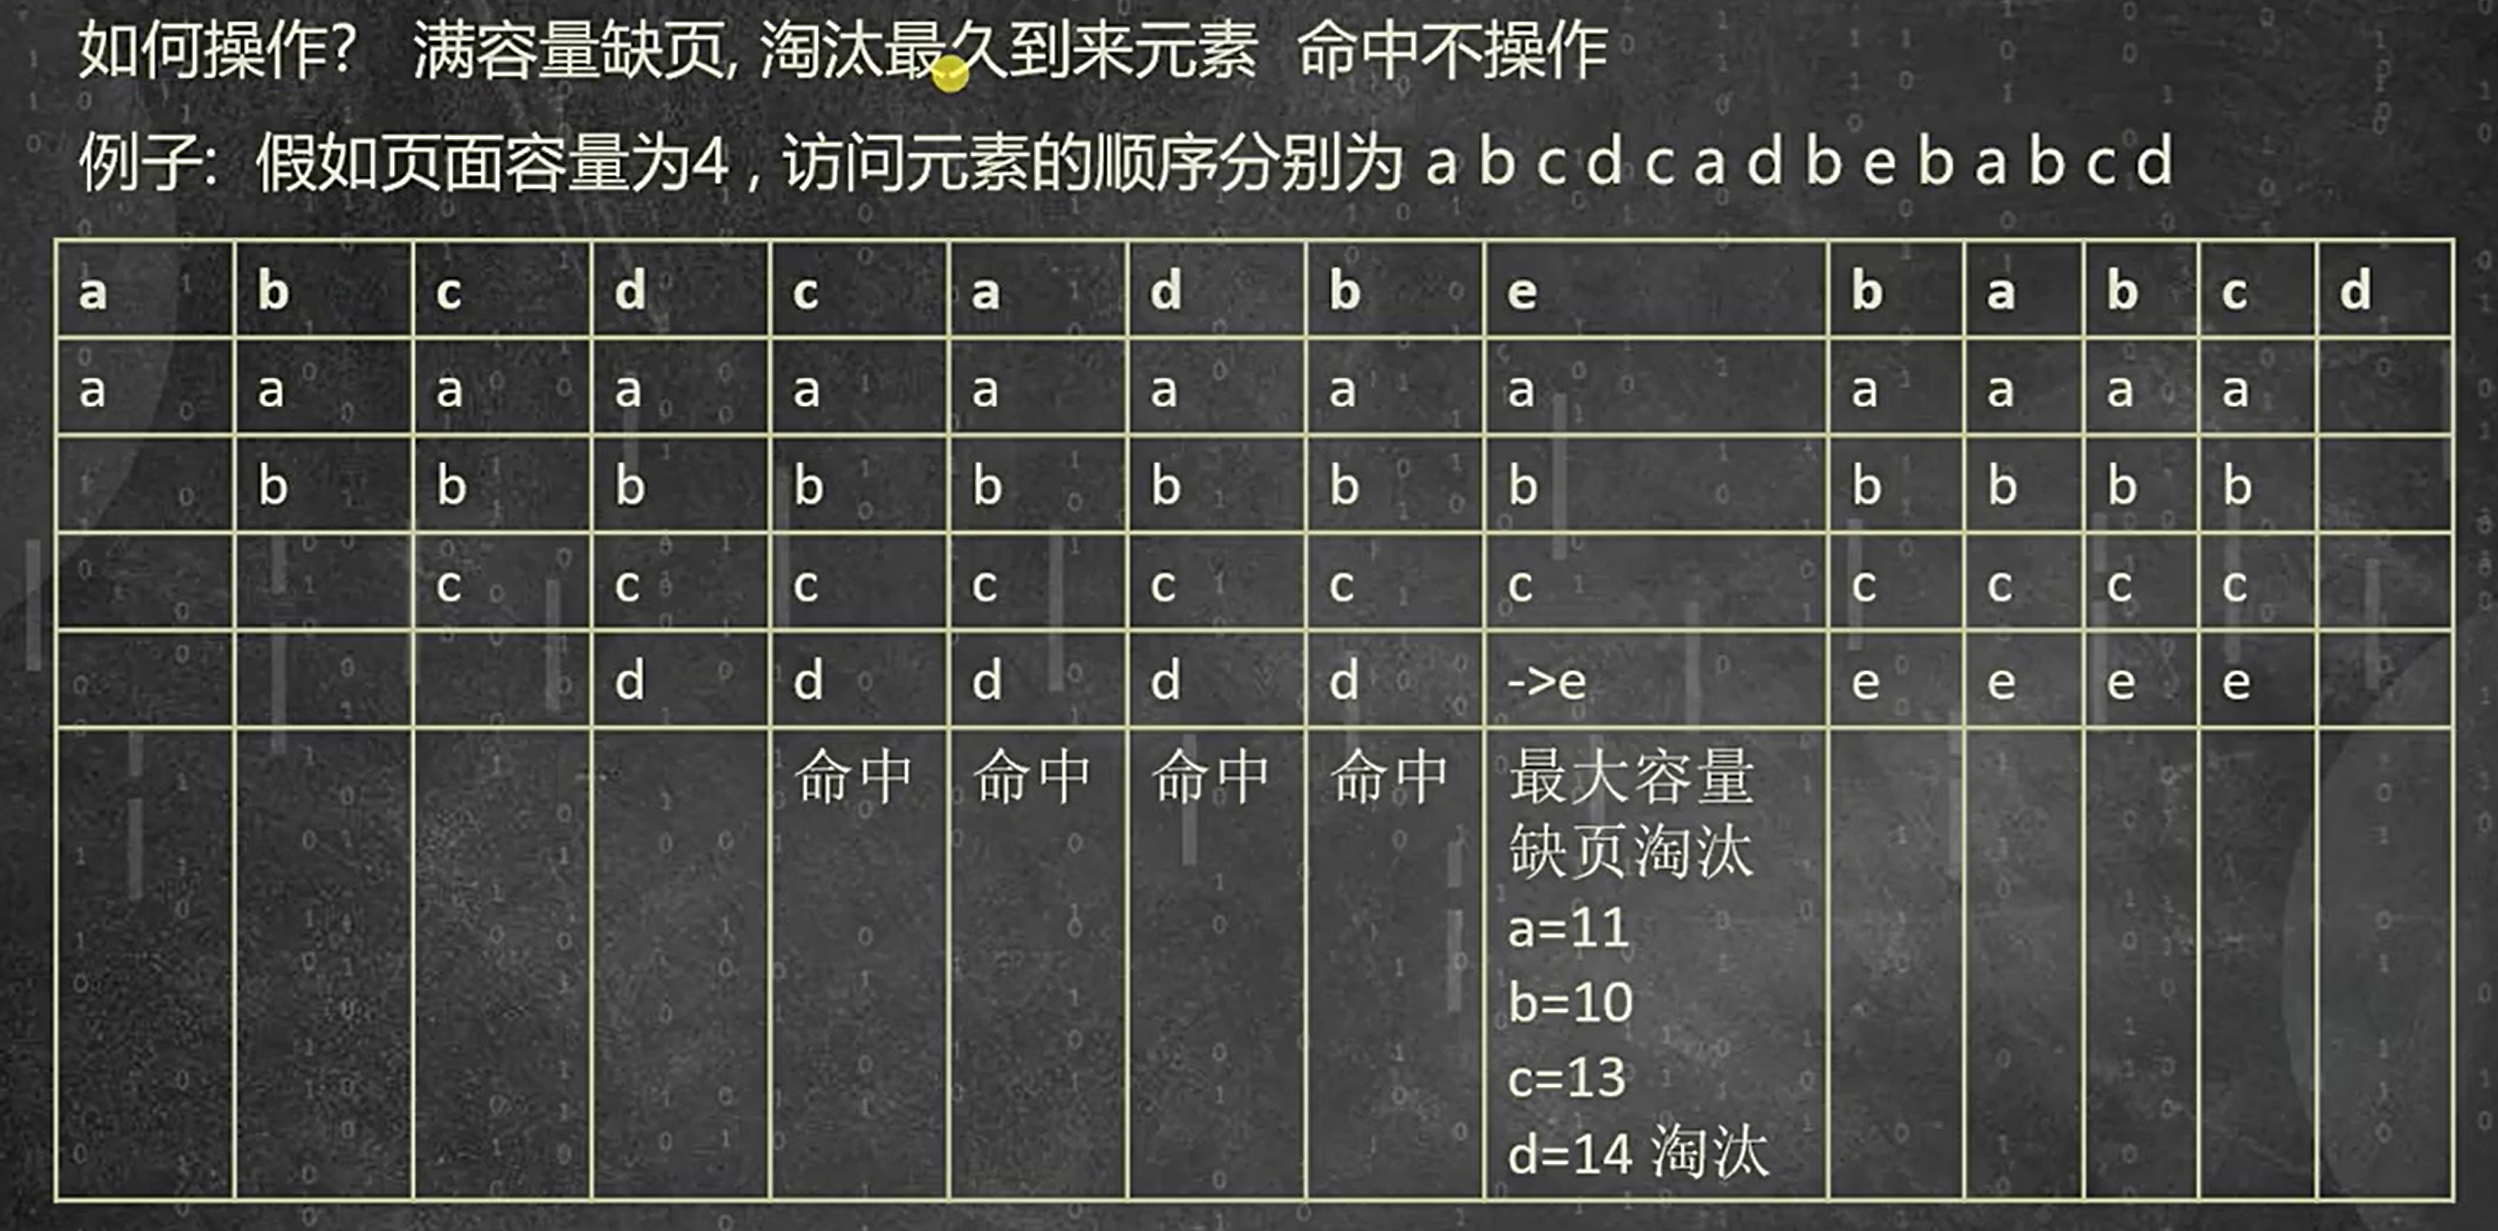 如何操作? 满容量缺页, 淘汰最久到来元素 命中不操作
例子: 假如页面容量为4 , 访问元素的顺序分别为 a b c d c a d b e b a b c d
a b c d c a d b e b a b c d
a a a a a a a a a a a a a
b b b b b b b b b b b b
c c c c c c c c c c c
d d d d d ->e e e e e
命中 命中 命中 命中 最大容量
缺页淘汰
a=11
b=10
c=13
d=14 淘汰